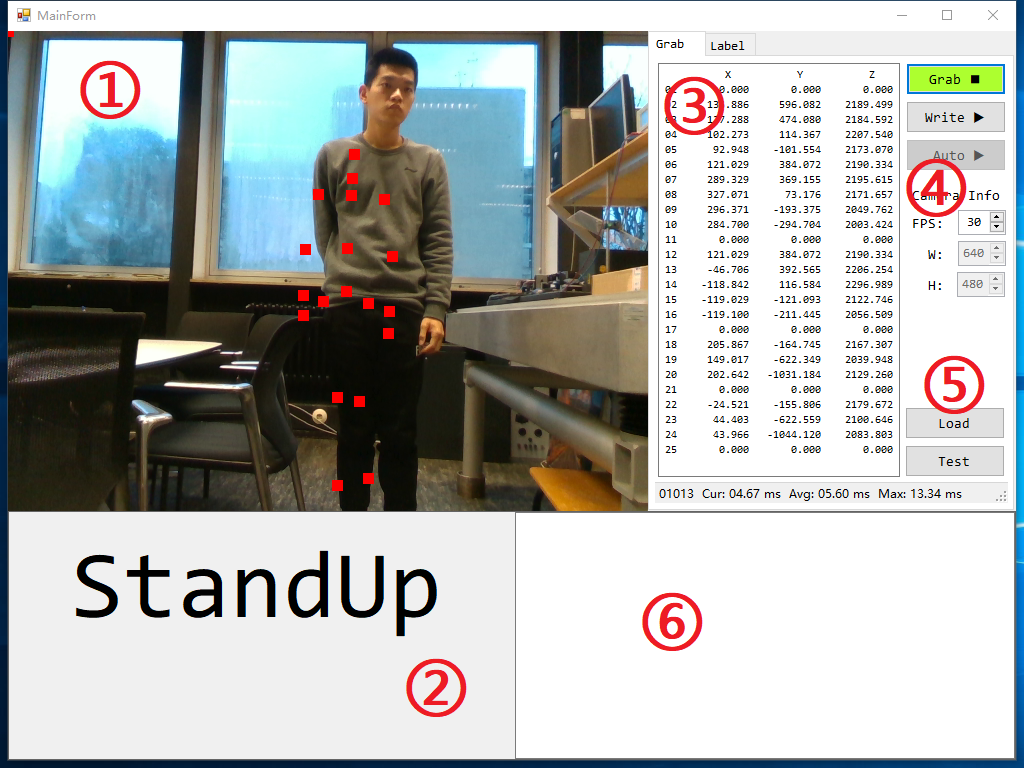 MainForm
Grab Label
①
③
X Y Z
01 0.000 0.000 0.000
886 596.082 2189.499
288 474.080 2184.592
04 102.273 114.367 2207.540
05 92.948 -101.554 2173.070
06 121.029 384.072 2190.334
07 289.329 369.155 2195.615
08 327.071 73.176 2171.657
09 296.371 -193.375 2049.762
10 284.700 -294.704 2003.424
11 0.000 0.000 0.000
12 121.029 384.072 2190.334
13 -46.706 392.565 2206.254
14 -118.842 116.584 2296.989
15 -119.029 -121.093 2122.746
16 -119.100 -211.445 2056.509
17 0.000 0.000 0.000
18 205.867 -164.745 2167.307
19 149.017 -622.349 2039.948
20 202.642 -1031.184 2129.260
21 0.000 0.000 0.000
22 -24.521 -155.806 2179.672
23 44.403 -622.559 2100.646
24 43.966 -1044.120 2083.803
25 0.000 0.000 0.000
01013 Cur: 04.67 ms Avg: 05.60 ms Max: 13.34 ms
Grab ■
Write ▶
Auto ▶
④
Camera Info
FPS: 30
W: 640
H: 480
⑤
Load
Test
StandUp
②
⑥